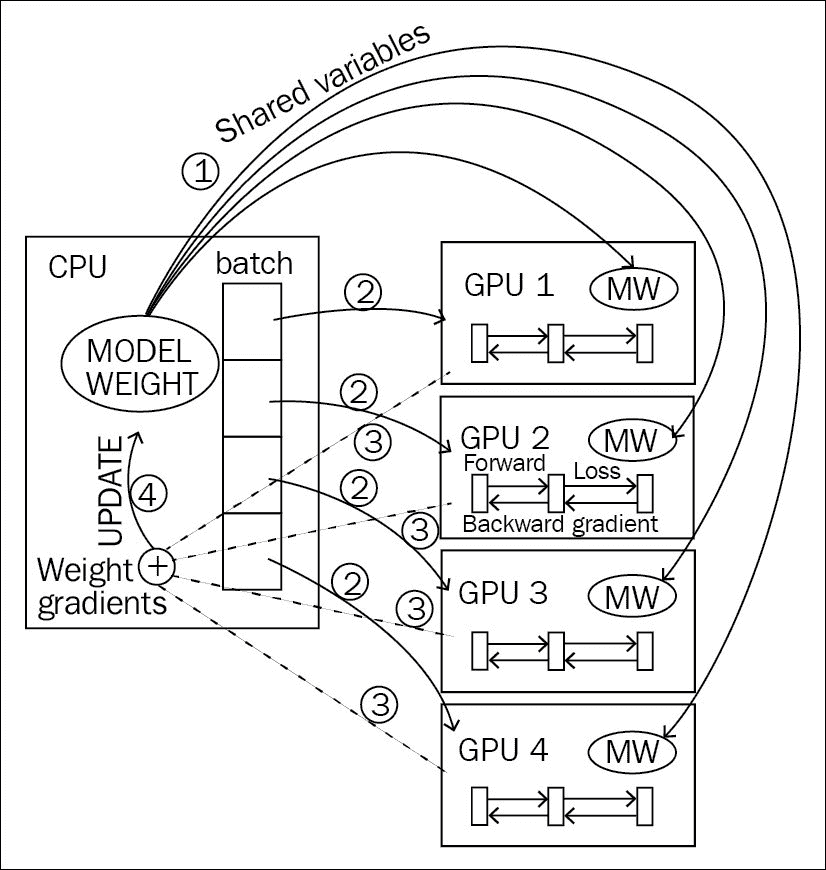 Shared variables
1
CPU
batch
MODEL
WEIGHT
UPDATE
4
Weight
gradients
+
2
3
2
3
2
3
2
3
GPU 1
MW
GPU 2
MW
Forward
Loss
Backward gradient
GPU 3
MW
GPU 4
MW